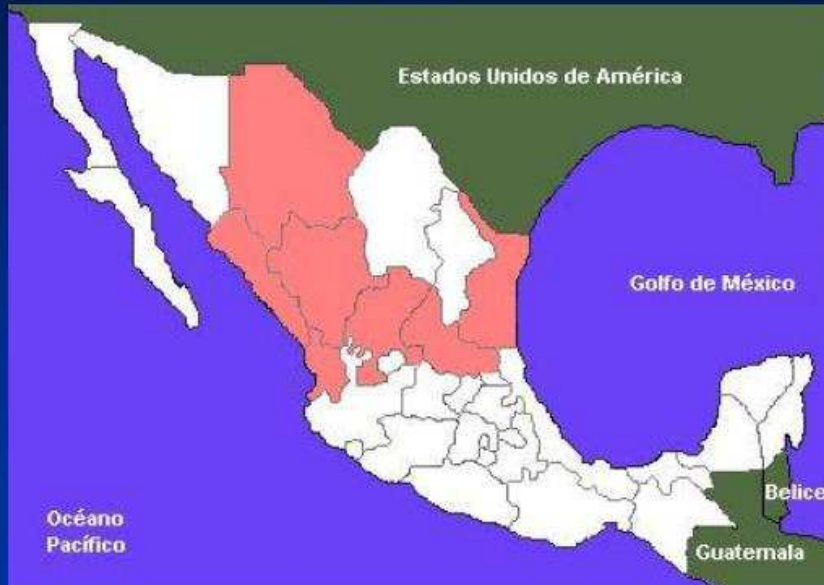 Estados Unidos de América
Golfo de México
Belice
Océano
Pacífico
Guatemala